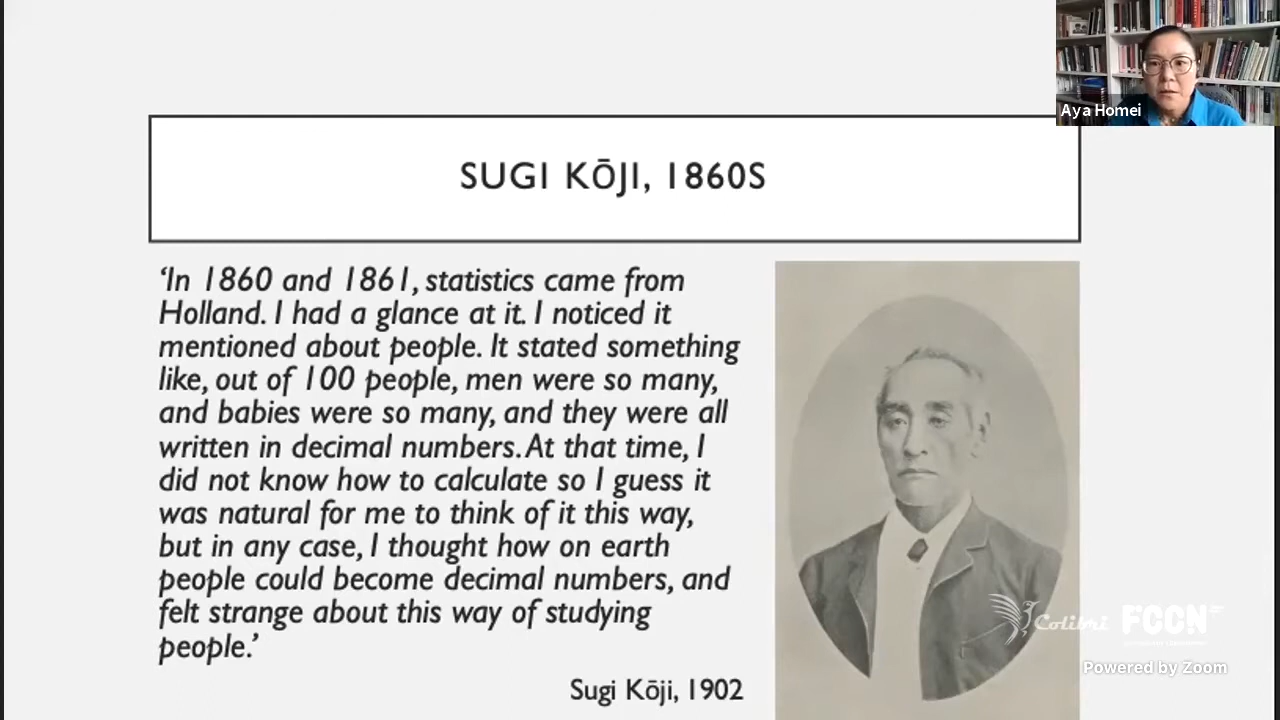 Aya Homei
SUGI KŌJI, 1860S
‘In 1860 and 1861, statistics came from
Holland. I had a glance at it. I noticed it
mentioned about people. It stated something
like, out of 100 people, men were so many,
and babies were so many, and they were all
written in decimal numbers. At that time, I
did not know how to calculate so I guess it
was natural for me to think of it this way,
but in any case, I thought how on earth
people could become decimal numbers, and
felt strange about this way of studying
people.’
Sugi Kōji, 1902
Colibri FCCN
Powered by Zoom